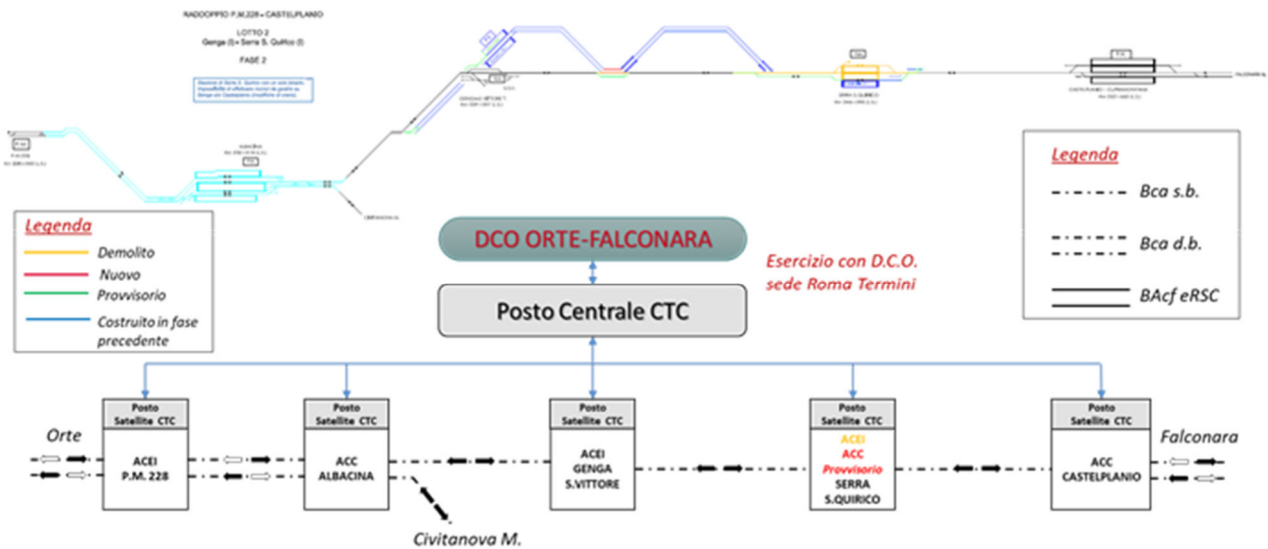 RADDOPPIO P.M.228 - CASTELPLANIO
LOTTO 2
Genga (I) - Serra S. Quirico (I)
FASE 2
Legenda
Demolito
Nuovo
Provvisorio
Costruito in fase
precedente
DCO ORTE-FALCONARA
Posto Centrale CTC
Esercizio con D.C.O.
sede Roma Termini
Legenda
Bca s.b.
Bca d.b.
BAcf eRSC
Orte
Posto
Satellite CTC
ACEI
P.M. 228
Posto
Satellite CTC
ACC
ALBACINA
Civitanova M.
Posto
Satellite CTC
ACEI
GENGA
S.VITTORE
Posto
Satellite CTC
ACEI
ACC
Provvisorio
SERRA
S.QUIRICO
Posto
Satellite CTC
ACC
CASTELPLANIO
Falconara